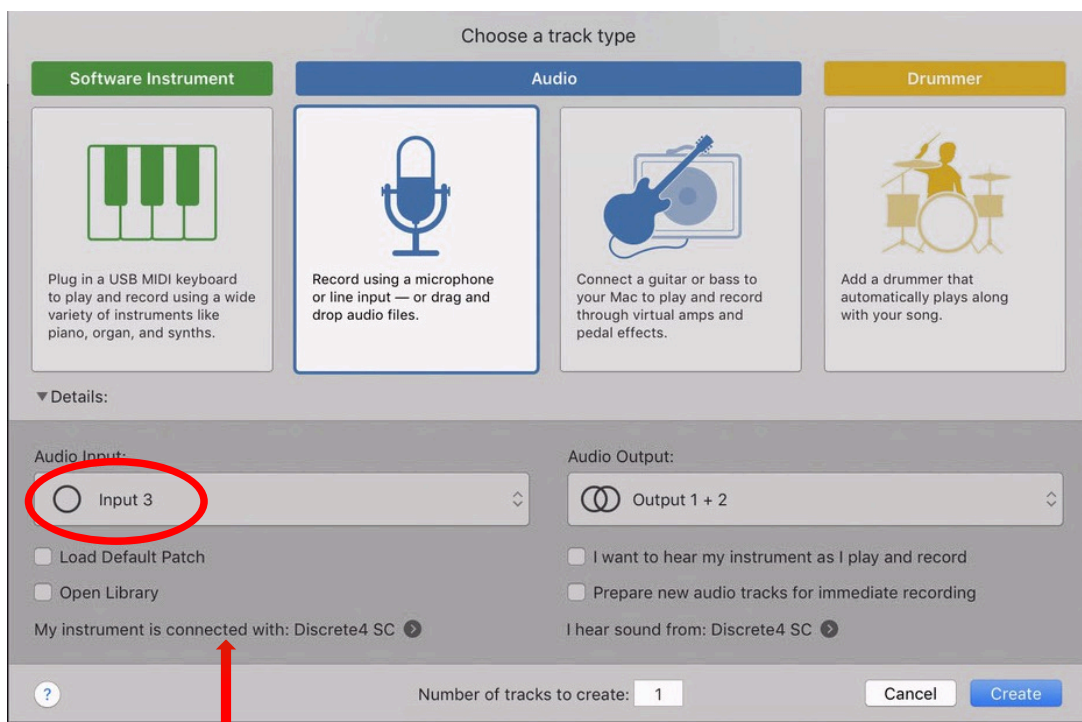 Choose a track type
Software Instrument
Audio
Drummer
Plug in a USB MIDI keyboard
to play and record using a wide
variety of instruments like
piano, organ, and synths.
Record using a microphone
or line input — or drag and
drop audio files.
Connect a guitar or bass to
your Mac to play and record
through virtual amps and
pedal effects.
Add a drummer that
automatically plays along
with your song.
Details:
Audio Input:
Input 3
Load Default Patch
Open Library
My instrument is connected with: Discrete4 SC
Audio Output:
Output 1 + 2
I want to hear my instrument as I play and record
Prepare new audio tracks for immediate recording
I hear sound from: Discrete4 SC
?
Number of tracks to create: 1
Cancel
Create